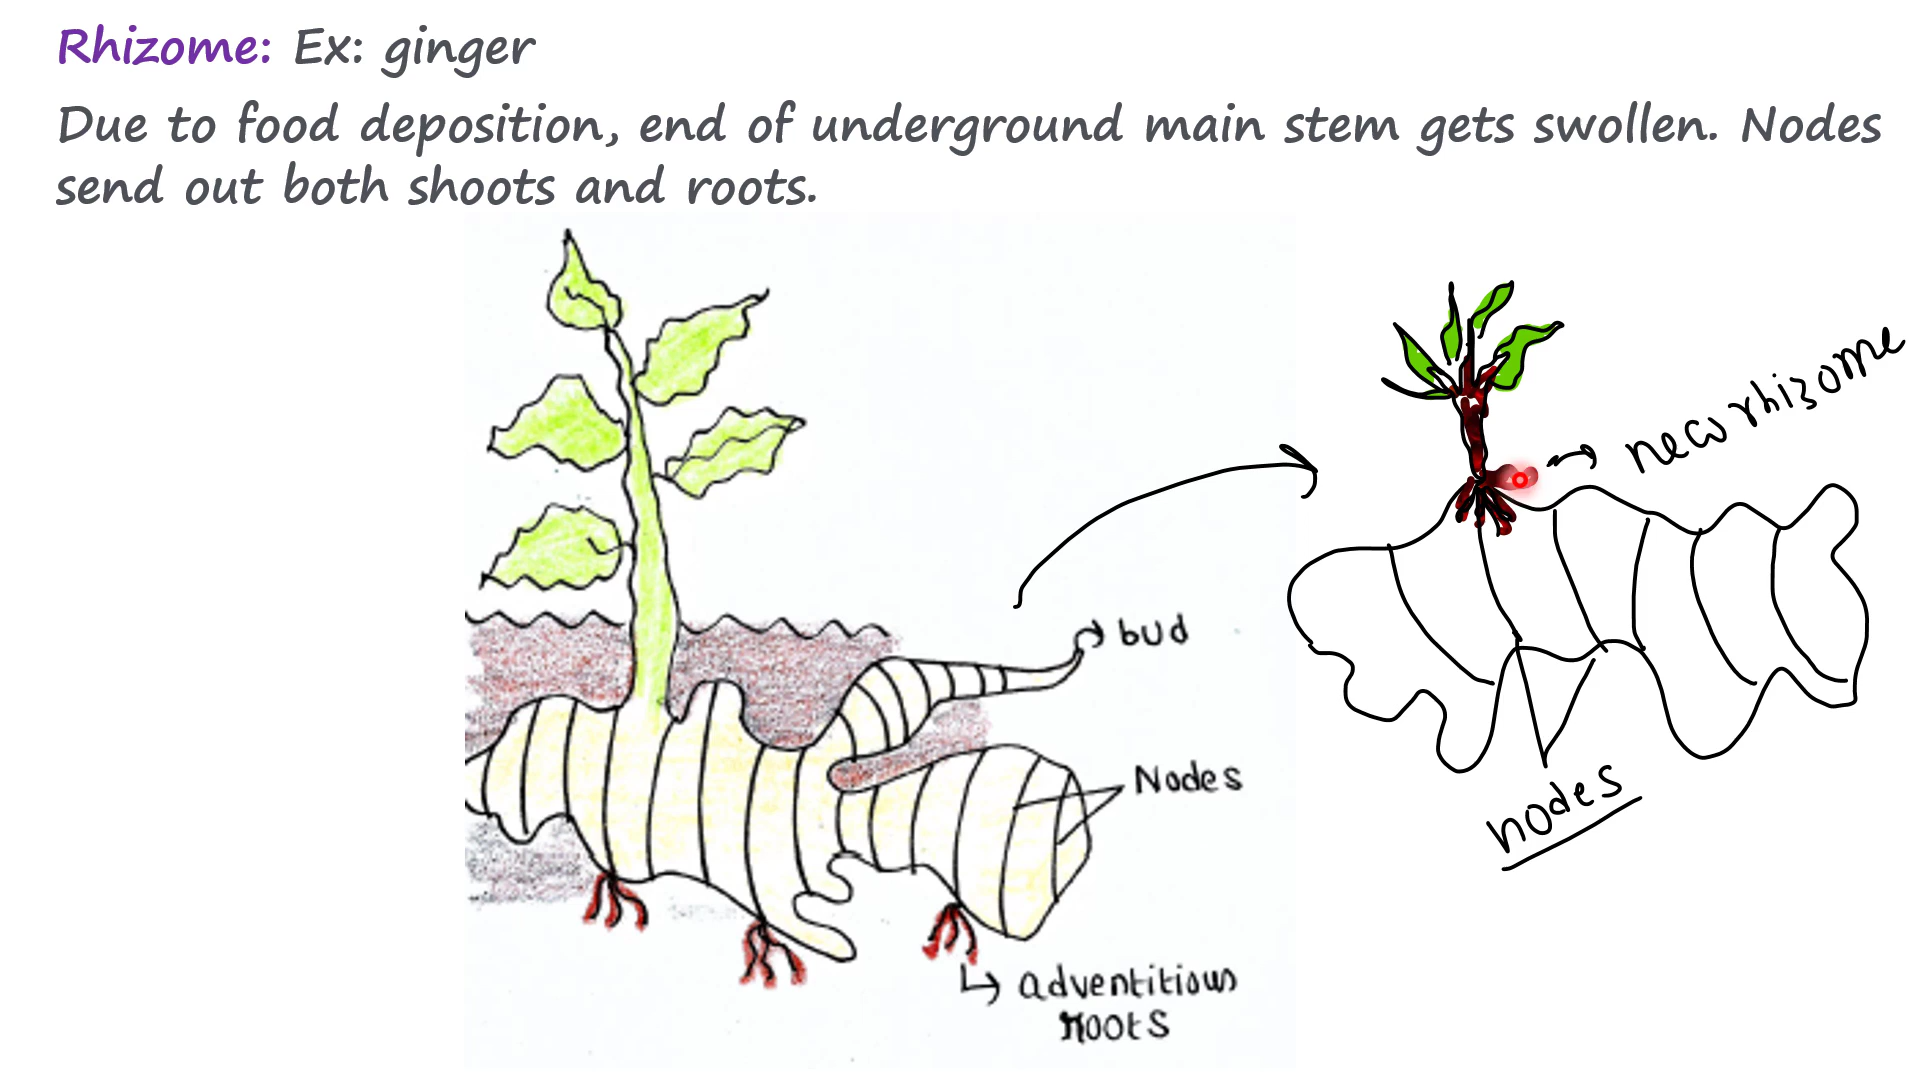 Rhizome: Ex: ginger
Due to food deposition, end of underground main stem gets swollen. Nodes
send out both shoots and roots.
new rhizome
bud
Nodes
nodes
adventitious
roots